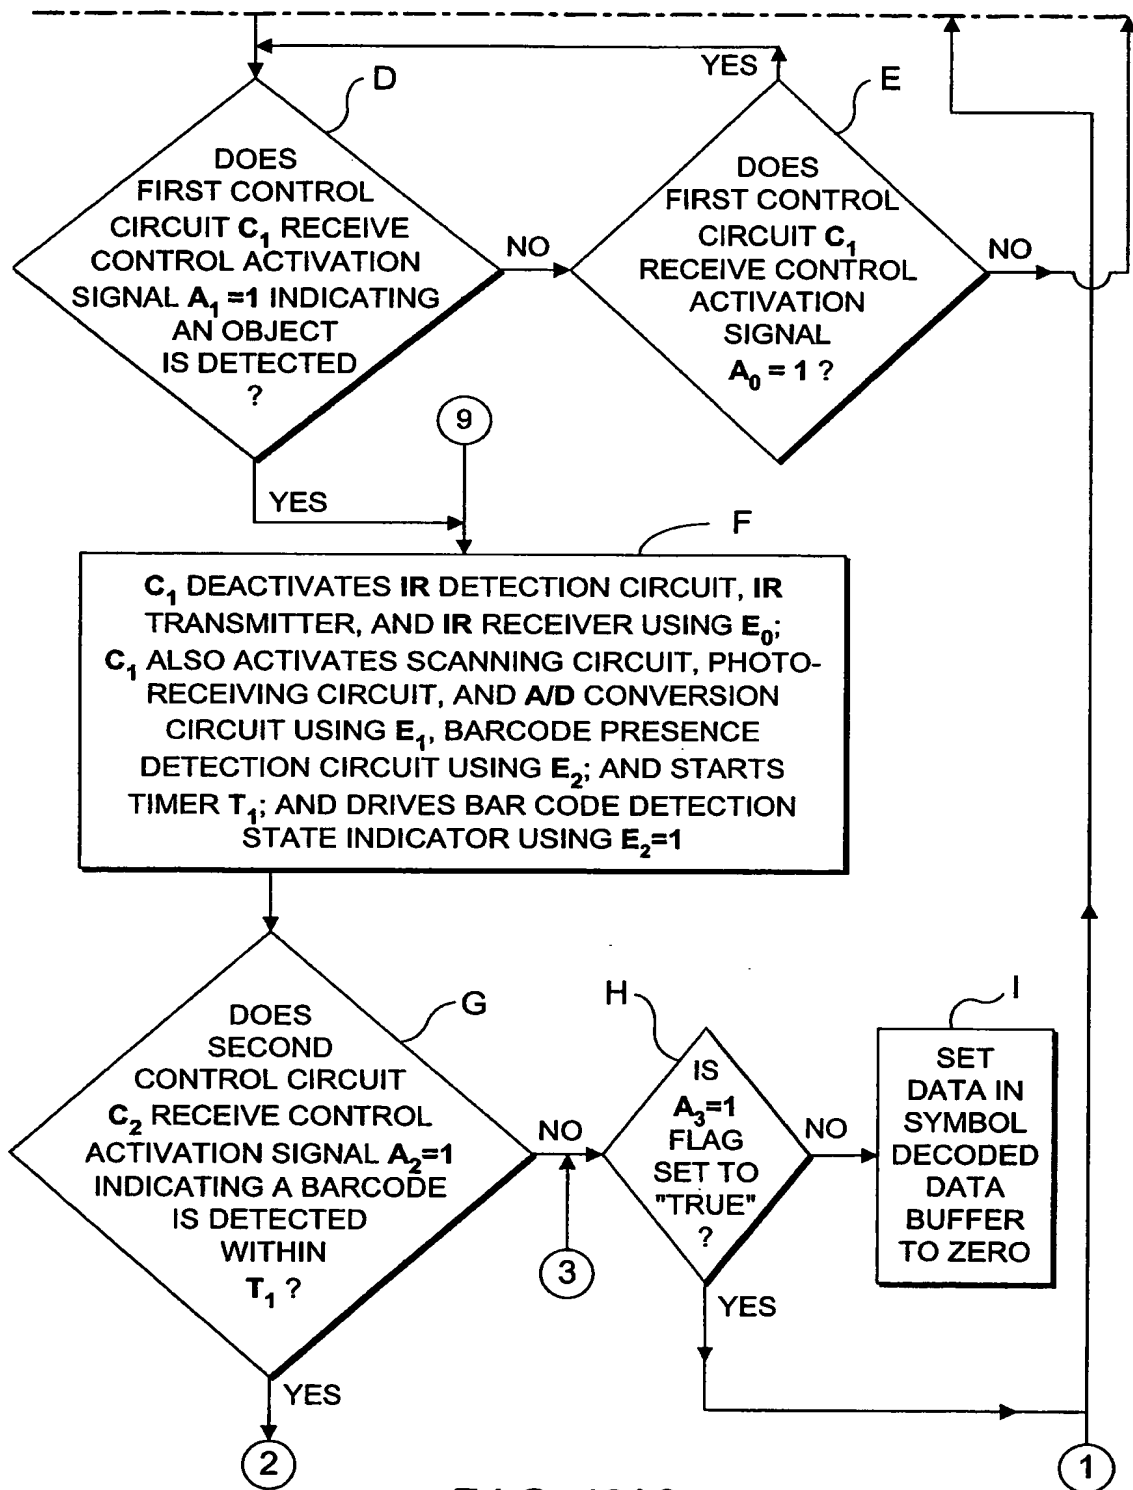 YES
D
E
DOES
FIRST CONTROL
CIRCUIT C1 RECEIVE
CONTROL ACTIVATION
SIGNAL A1 =1 INDICATING
AN OBJECT
IS DETECTED
?
NO
DOES
FIRST CONTROL
CIRCUIT C1
RECEIVE CONTROL
ACTIVATION
SIGNAL
A0 = 1 ?
NO
9
YES
F
C1 DEACTIVATES IR DETECTION CIRCUIT, IR
TRANSMITTER, AND IR RECEIVER USING E0;
C1 ALSO ACTIVATES SCANNING CIRCUIT, PHOTO-
RECEIVING CIRCUIT, AND A/D CONVERSION
CIRCUIT USING E1, BARCODE PRESENCE
DETECTION CIRCUIT USING E2; AND STARTS
TIMER T1; AND DRIVES BAR CODE DETECTION
STATE INDICATOR USING E2=1
G
DOES
SECOND
CONTROL CIRCUIT
C2 RECEIVE CONTROL
ACTIVATION SIGNAL A2=1
INDICATING A BARCODE
IS DETECTED
WITHIN
T1 ?
NO
3
H
IS
A3=1
FLAG
SET TO
"TRUE"
?
NO
I
SET
DATA IN
SYMBOL
DECODED
DATA
BUFFER
TO ZERO
YES
YES
2
1